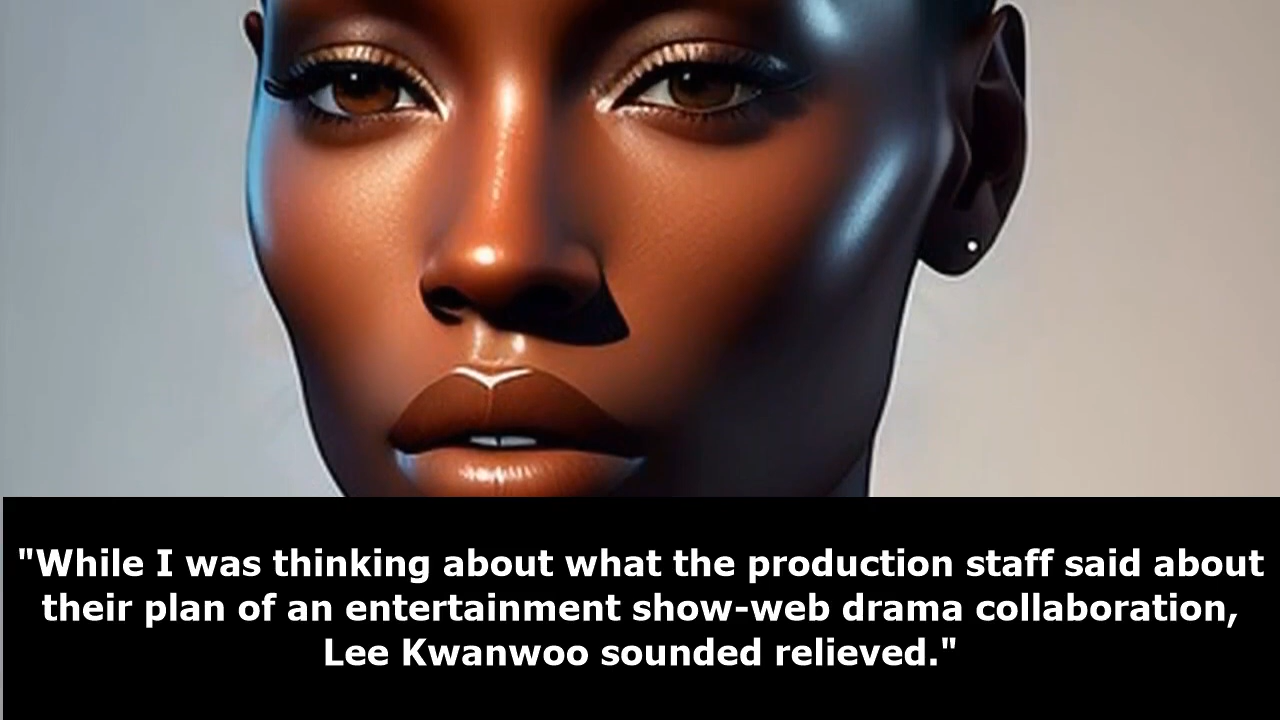 "While I was thinking about what the production staff said about
their plan of an entertainment show-web drama collaboration,
Lee Kwanwoo sounded relieved."